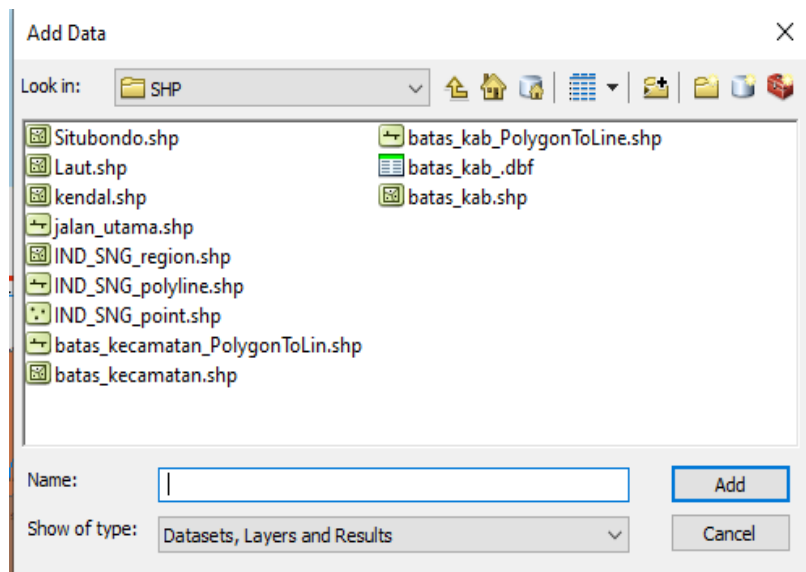 Add Data
Look in:
SHP
Situbondo.shp
Laut.shp
kendal.shp
jalan_utama.shp
IND_SNG_region.shp
IND_SNG_polyline.shp
IND_SNG_point.shp
batas_kecamatan_PolygonToLin.shp
batas_kecamatan.shp
batas_kab_PolygonToLine.shp
batas_kab_.dbf
batas_kab.shp
Name:
Add
Show of type:
Datasets, Layers and Results
Cancel